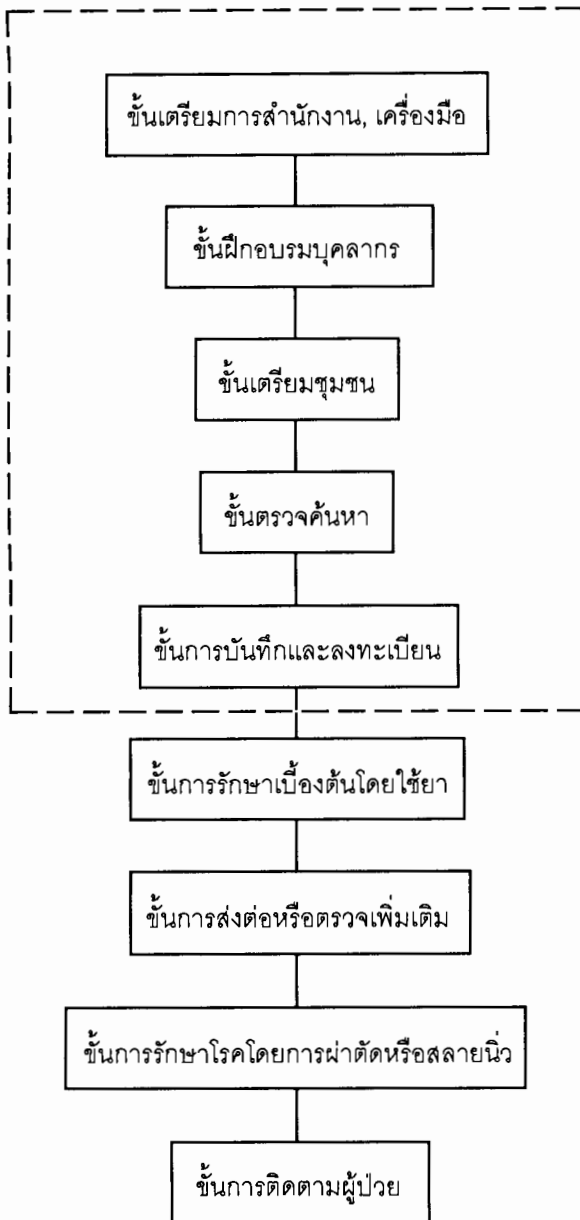 ขั้นเตรียมการสำนักงาน, เครื่องมือ
ขั้นฝึกอบรมบุคลากร
ขั้นเตรียมชุมชน
ขั้นตรวจค้นหา
ขั้นการบันทึกและลงทะเบียน
ขั้นการรักษาเบื้องต้นโดยใช้ยา
ขั้นการส่งต่อหรือตรวจเพิ่มเติม
ขั้นการรักษาโรคโดยการผ่าตัดหรือสลายนิ่ว
ขั้นการติดตามผู้ป่วย